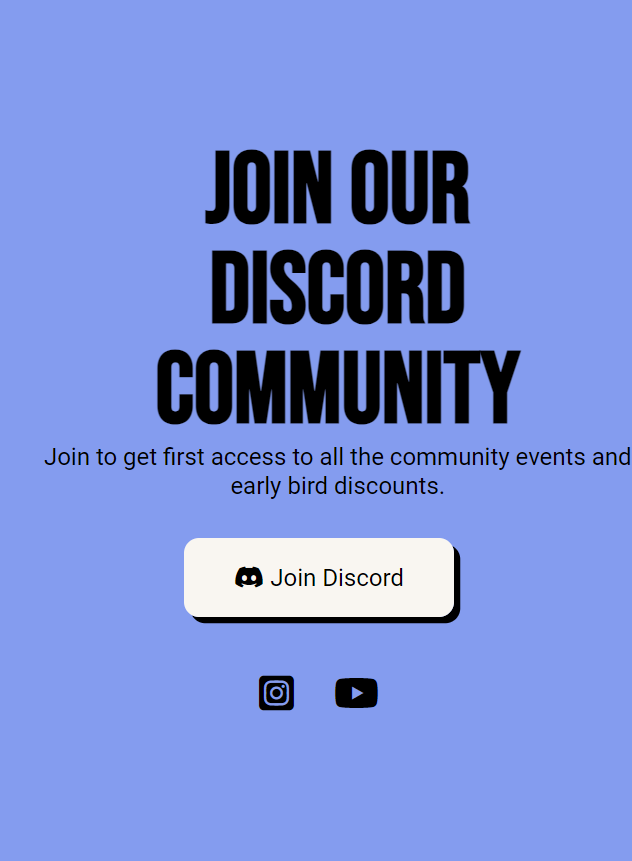 JOIN OUR
DISCORD
COMMUNITY
Join to get first access to all the community events and
early bird discounts.
Join Discord